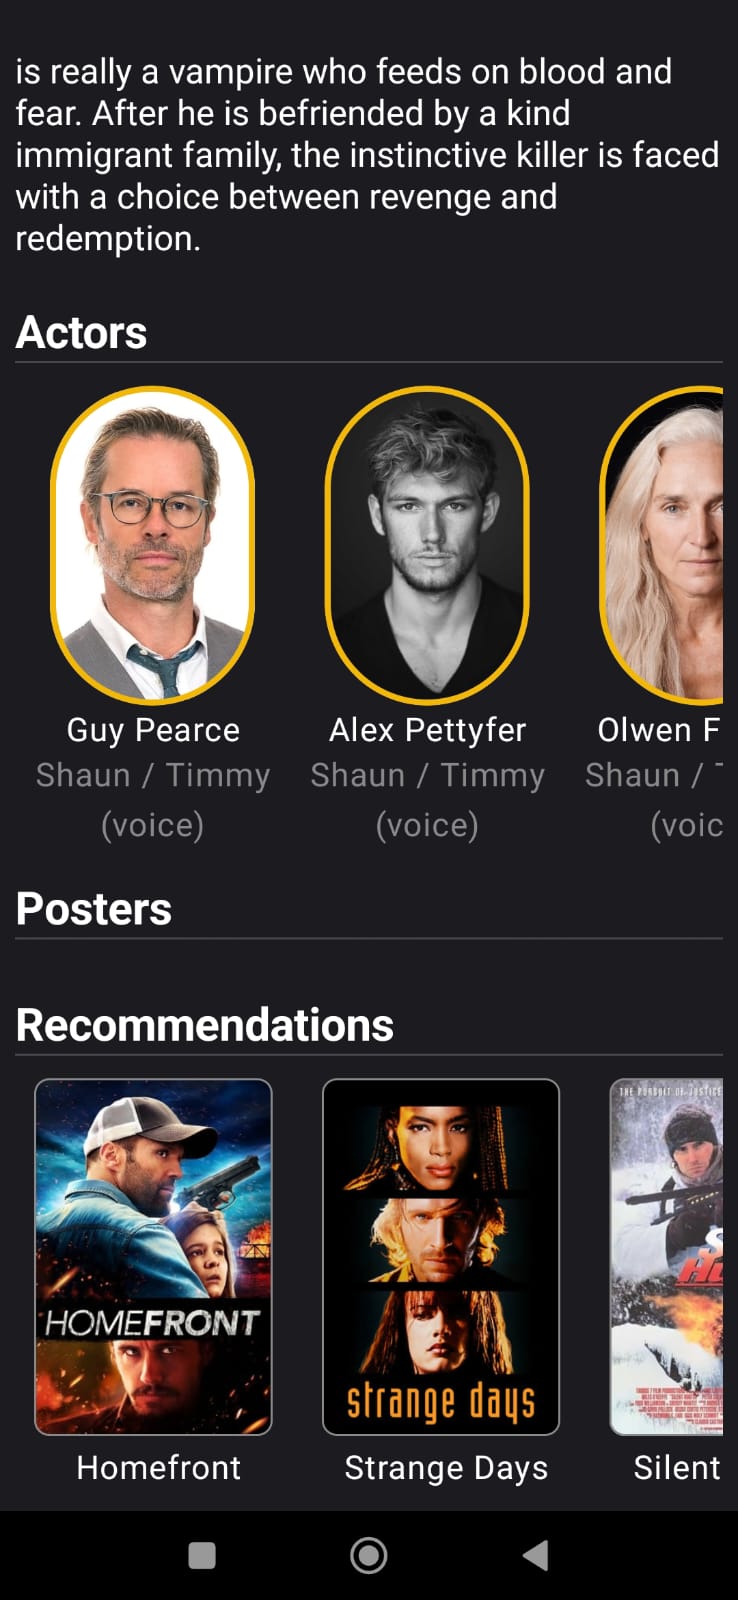 is really a vampire who feeds on blood and
fear. After he is befriended by a kind
immigrant family, the instinctive killer is faced
with a choice between revenge and
redemption.
Actors
Guy Pearce
Alex Pettyfer
Olwen F
Shaun / Timmy
(voice)
Shaun / Timmy
(voice)
Shaun /
(voic
Posters
Recommendations
HOMEFRONT
strange days
THE PURSUIT OF JUSTICE
Homefront
Strange Days
Silent